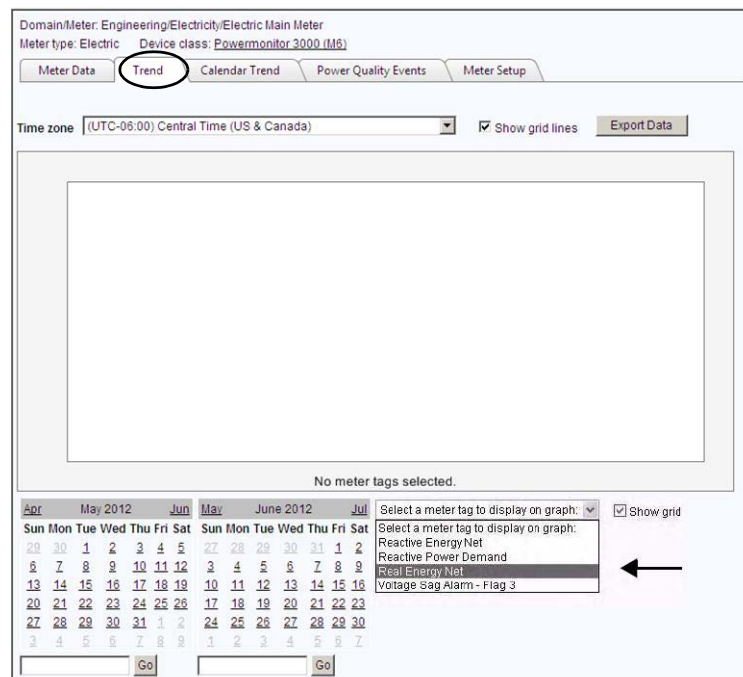 Domain/Meter: Engineering/Electricity/Electric Main Meter
Meter type: Electric Device class: Powermonitor 3000 (M6)
Meter Data Trend Calendar Trend Power Quality Events Meter Setup
Time zone (UTC-06:00) Central Time (US & Canada) Show grid lines Export Data
No meter tags selected.
Apr May 2012 Jun
Sun Mon Tue Wed Thu Fri Sat
29 30 1 2 3 4 5
6 7 8 9 10 11 12
13 14 15 16 17 18 19
20 21 22 23 24 25 26
27 28 29 30 31 1 2
3 4 5 6 7 8 9
Go
May June 2012 Jul
Sun Mon Tue Wed Thu Fri Sat
27 28 29 30 31 1 2
3 4 5 6 7 8 9
10 11 12 13 14 15 16
17 18 19 20 21 22 23
24 25 26 27 28 29 30
1 2 3 4 5 6 7
Go
Select a meter tag to display on graph: Show grid
Select a meter tag to display on graph:
Reactive Energy Net
Reactive Power Demand
Real Energy Net
Voltage Sag Alarm - Flag 3